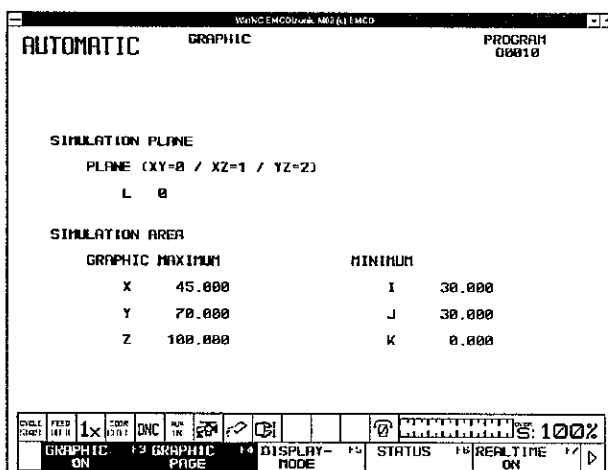 WinNC EMCOtronic M02 (c) EMCO
AUTOMATIC GRAPHIC PROGRAM
O0010
SIMULATION PLANE
PLANE (XY=0 / XZ=1 / YZ=2)
L 0
SIMULATION AREA
GRAPHIC MAXIMUM MINIMUM
X 45.000 I 30.000
Y 70.000 J 30.000
Z 100.000 K 0.000
1x DNC S: 100%
GRAPHIC ON F3 GRAPHIC PAGE F4 DISPLAY-MODE F5 STATUS F6 REALTIME ON F7